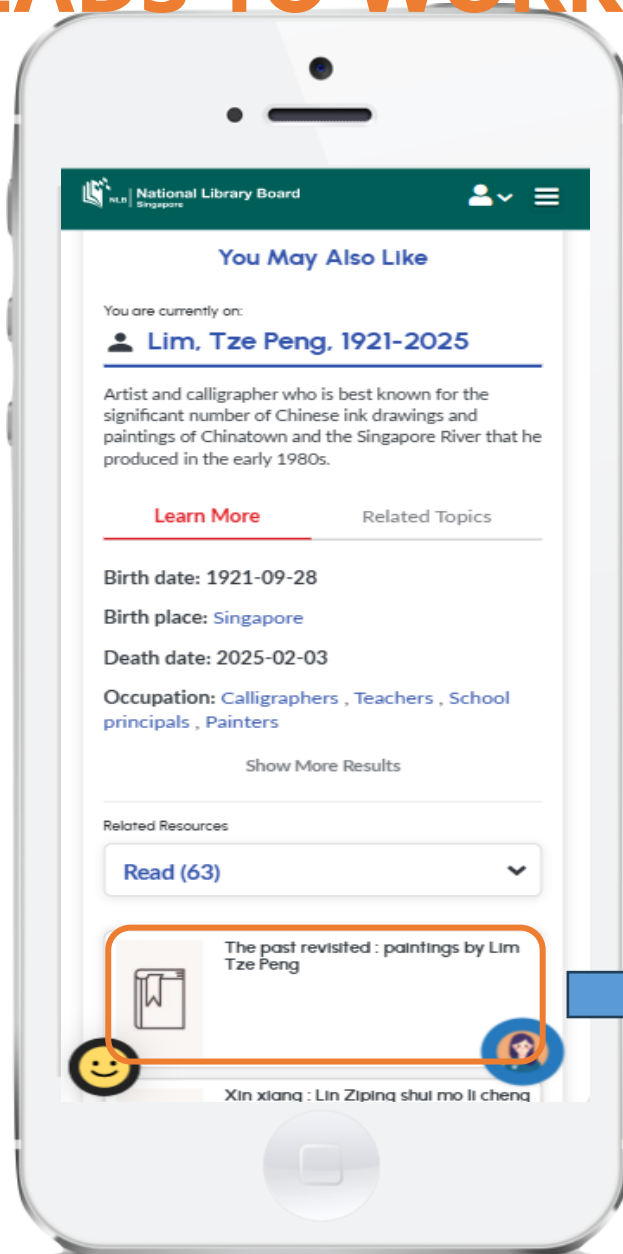 TO WORK
NLB National Library Board
Singapore
You May Also Like
You are currently on:
Lim, Tze Peng, 1921-2025
Artist and calligrapher who is best known for the
significant number of Chinese ink drawings and
paintings of Chinatown and the Singapore River that he
produced in the early 1980s.
Learn More Related Topics
Birth date: 1921-09-28
Birth place: Singapore
Death date: 2025-02-03
Occupation: Calligraphers , Teachers , School
principals , Painters
Show More Results
Related Resources
Read (63)
The past revisited : paintings by Lim
Tze Peng
Xin xiang : Lin Ziping shui mo li cheng